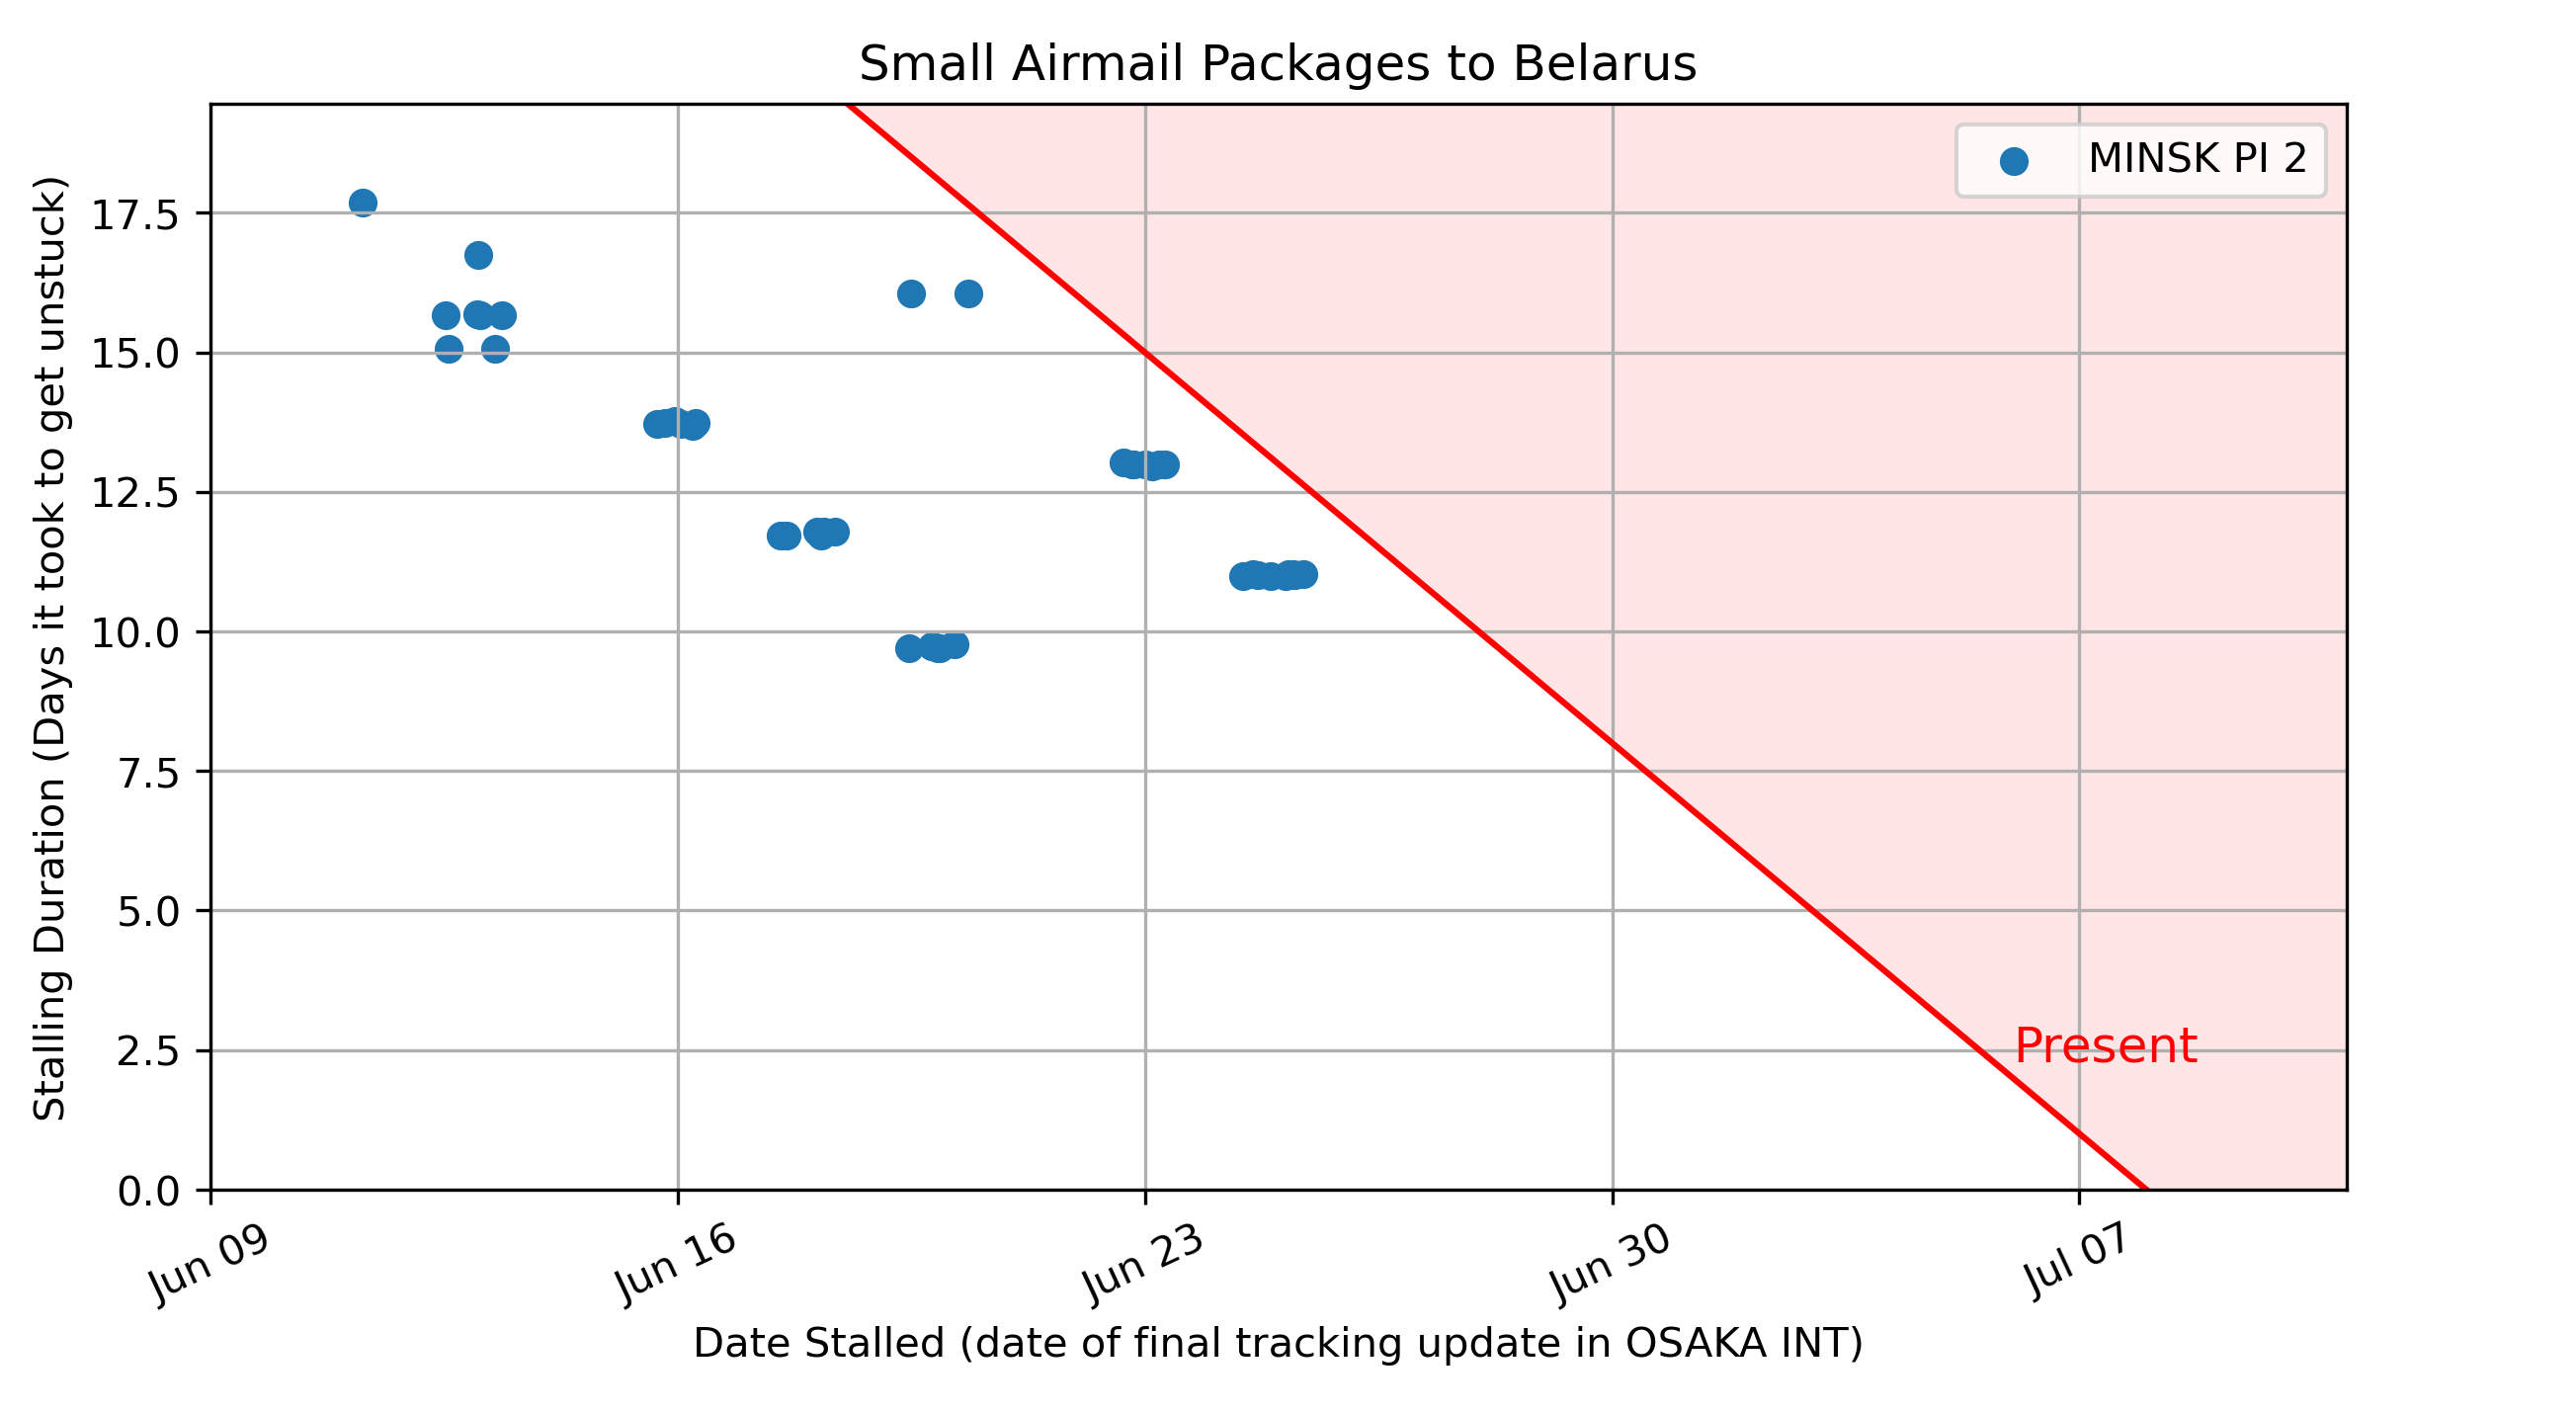 Small Airmail Packages to Belarus
MINSK PI 2
Stalling Duration (Days it took to get unstuck)
17.5
15.0
12.5
10.0
7.5
5.0
2.5
0.0
Present
Jun 09
Jun 16
Jun 23
Jun 30
Jul 07
Date Stalled (date of final tracking update in OSAKA INT)